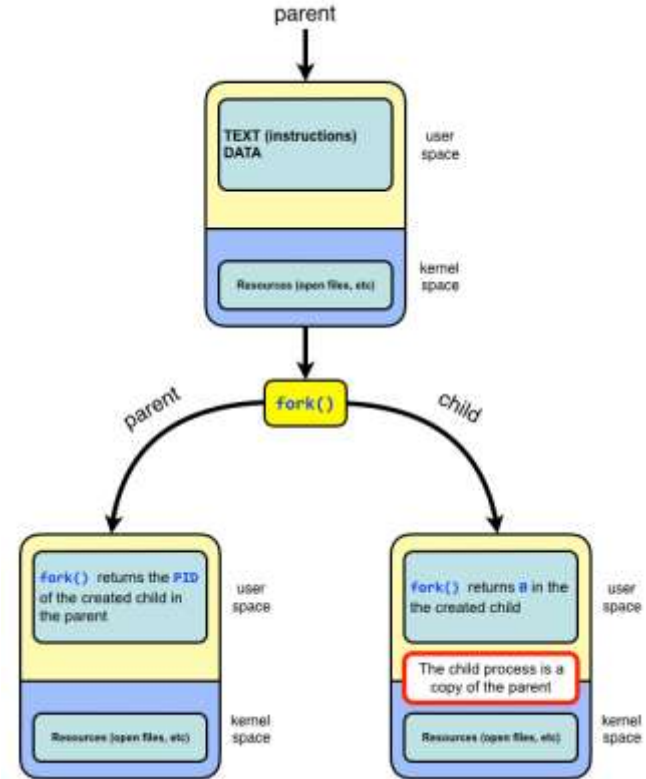 parent
TEXT (instructions)
DATA
user
space
Resources (open files, etc)
kernel
space
fork()
parent
child
fork() returns the PID
of the created child in
the parent
user
space
Resources (open files, etc)
kernel
space
fork() returns 0 in the
the created child
user
space
The child process is a
copy of the parent
Resources (open files, etc)
kernel
space